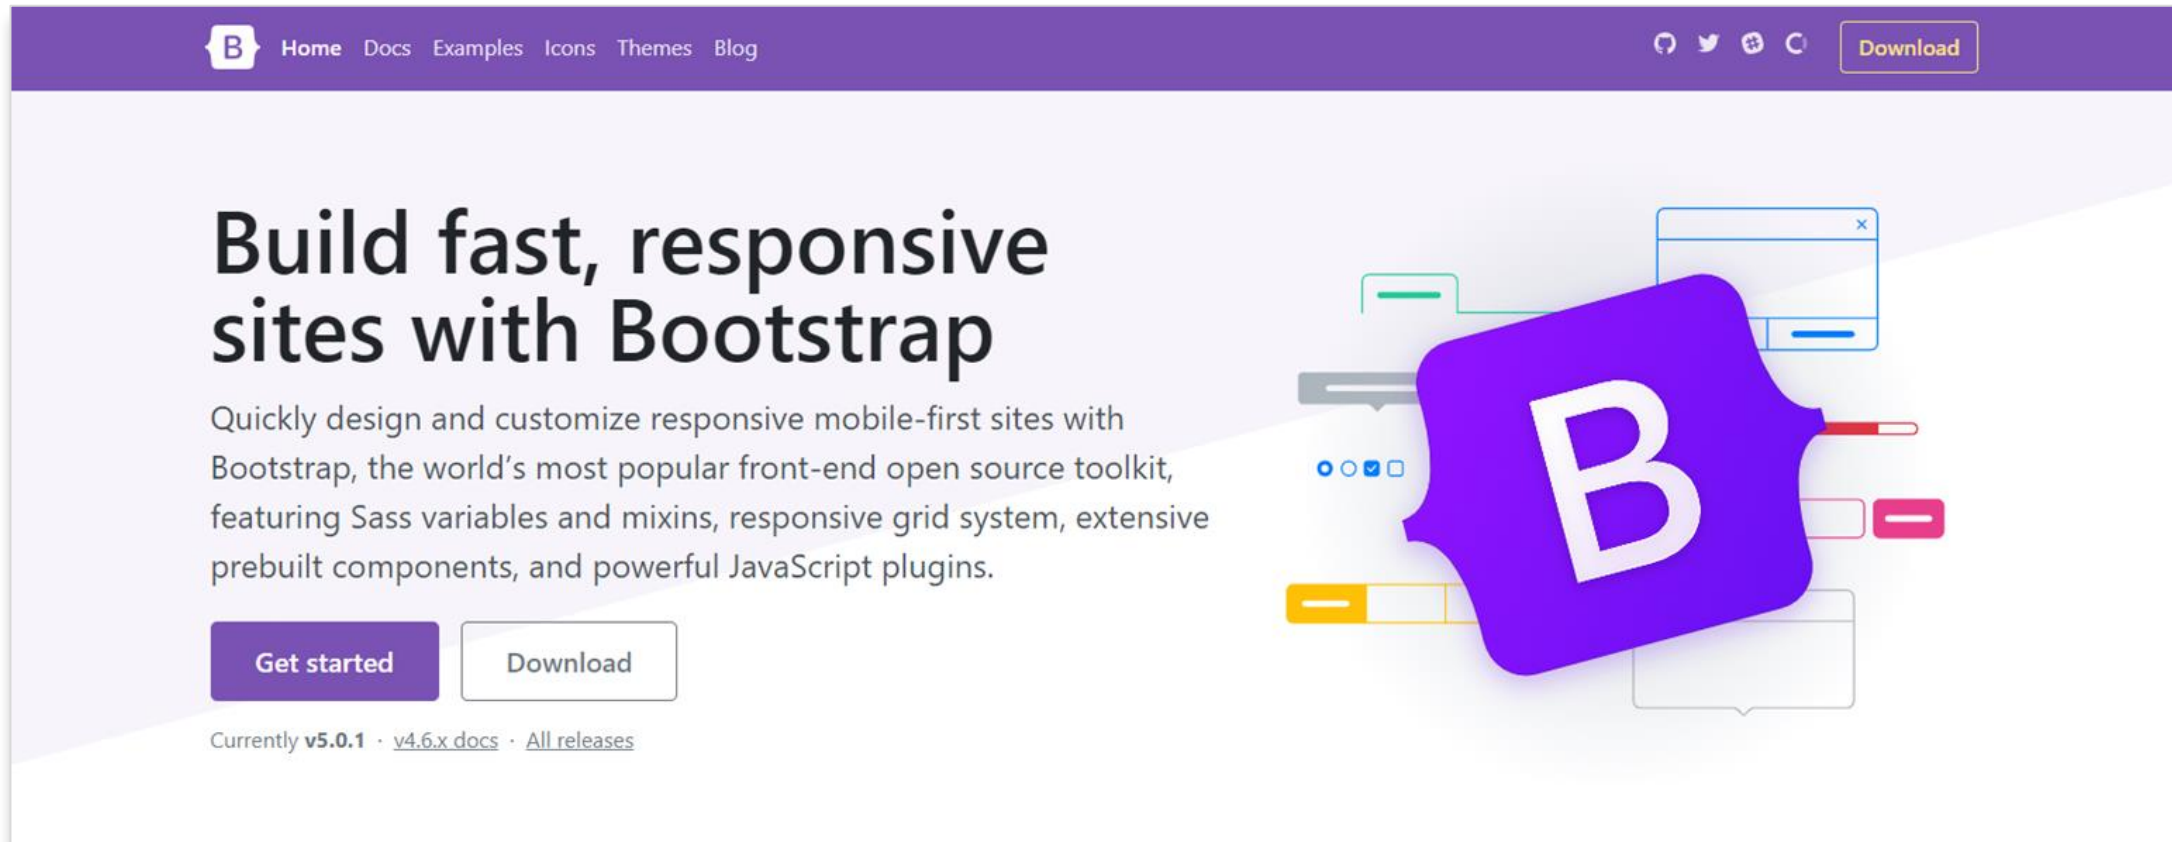 B Home Docs Examples Icons Themes Blog Download
Build fast, responsive
sites with Bootstrap
Quickly design and customize responsive mobile-first sites with
Bootstrap, the world’s most popular front-end open source toolkit,
featuring Sass variables and mixins, responsive grid system, extensive
prebuilt components, and powerful JavaScript plugins.
Get started Download
Currently v5.0.1 · v4.6.x docs · All releases
B